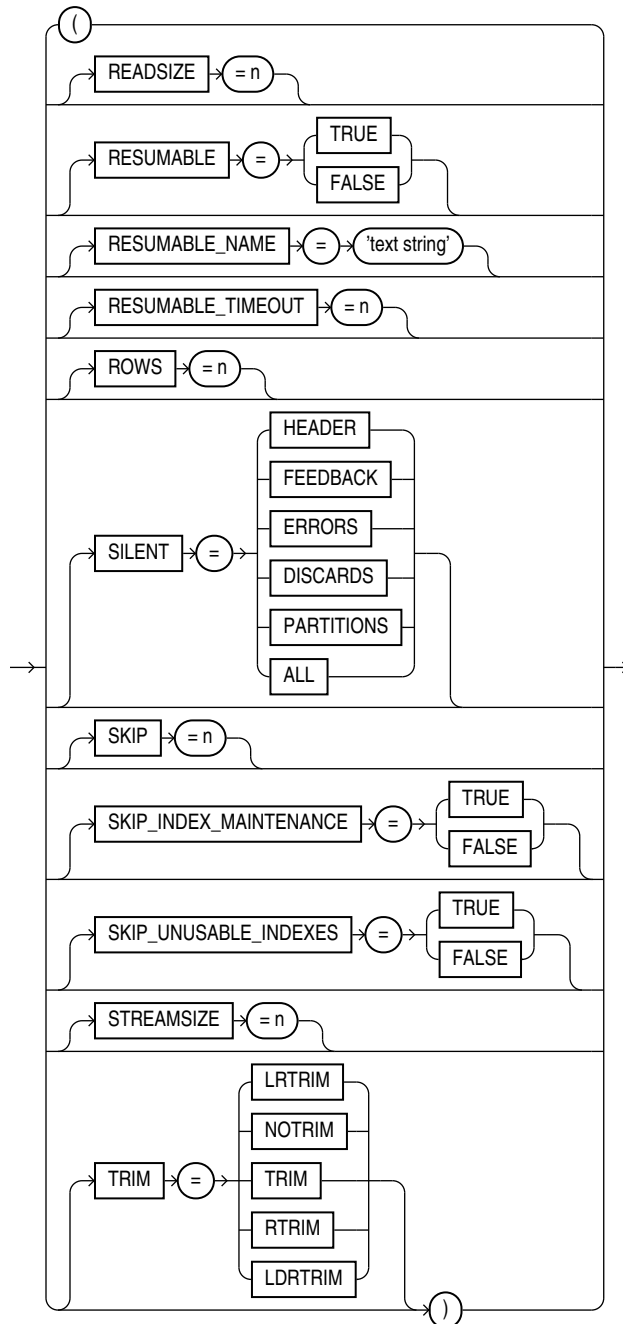 (
READSIZE = n
RESUMABLE = TRUE
FALSE
RESUMABLE_NAME = 'text string'
RESUMABLE_TIMEOUT = n
ROWS = n
HEADER
FEEDBACK
ERRORS
SILENT =
DISCARDS
PARTITIONS
ALL
SKIP = n
TRUE
SKIP_INDEX_MAINTENANCE =
FALSE
TRUE
SKIP_UNUSABLE_INDEXES =
FALSE
STREAMSIZE = n
LRTRIM
NOTRIM
TRIM = TRIM
RTRIM
LDRTRIM
)